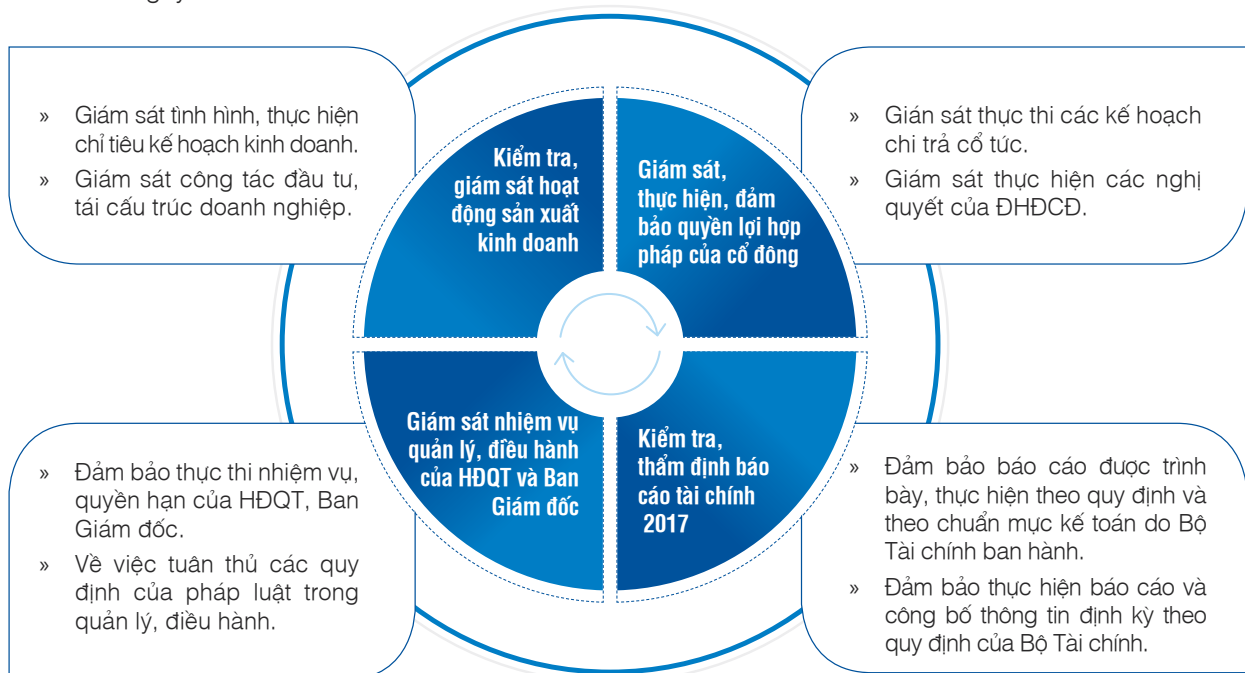 » Giám sát tình hình, thực hiện
chỉ tiêu kế hoạch kinh doanh.
» Giám sát công tác đầu tư,
tái cấu trúc doanh nghiệp.
Kiểm tra,
giám sát hoạt
động sản xuất
kinh doanh
Giám sát,
thực hiện, đảm
bảo quyền lợi hợp
pháp của cổ đông
» Gián sát thực thi các kế hoạch
chi trả cổ tức.
» Giám sát thực hiện các nghị
quyết của ĐHĐCĐ.
» Đảm bảo thực thi nhiệm vụ,
quyền hạn của HĐQT, Ban
Giám đốc.
» Về việc tuân thủ các quy
định của pháp luật trong
quản lý, điều hành.
Giám sát nhiệm vụ
quản lý, điều hành
của HĐQT và Ban
Giám đốc
Kiểm tra,
thẩm định báo
cáo tài chính
2017
» Đảm bảo báo cáo được trình
bày, thực hiện theo quy định và
theo chuẩn mực kế toán do Bộ
Tài chính ban hành.
» Đảm bảo thực hiện báo cáo và
công bố thông tin định kỳ theo
quy định của Bộ Tài chính.